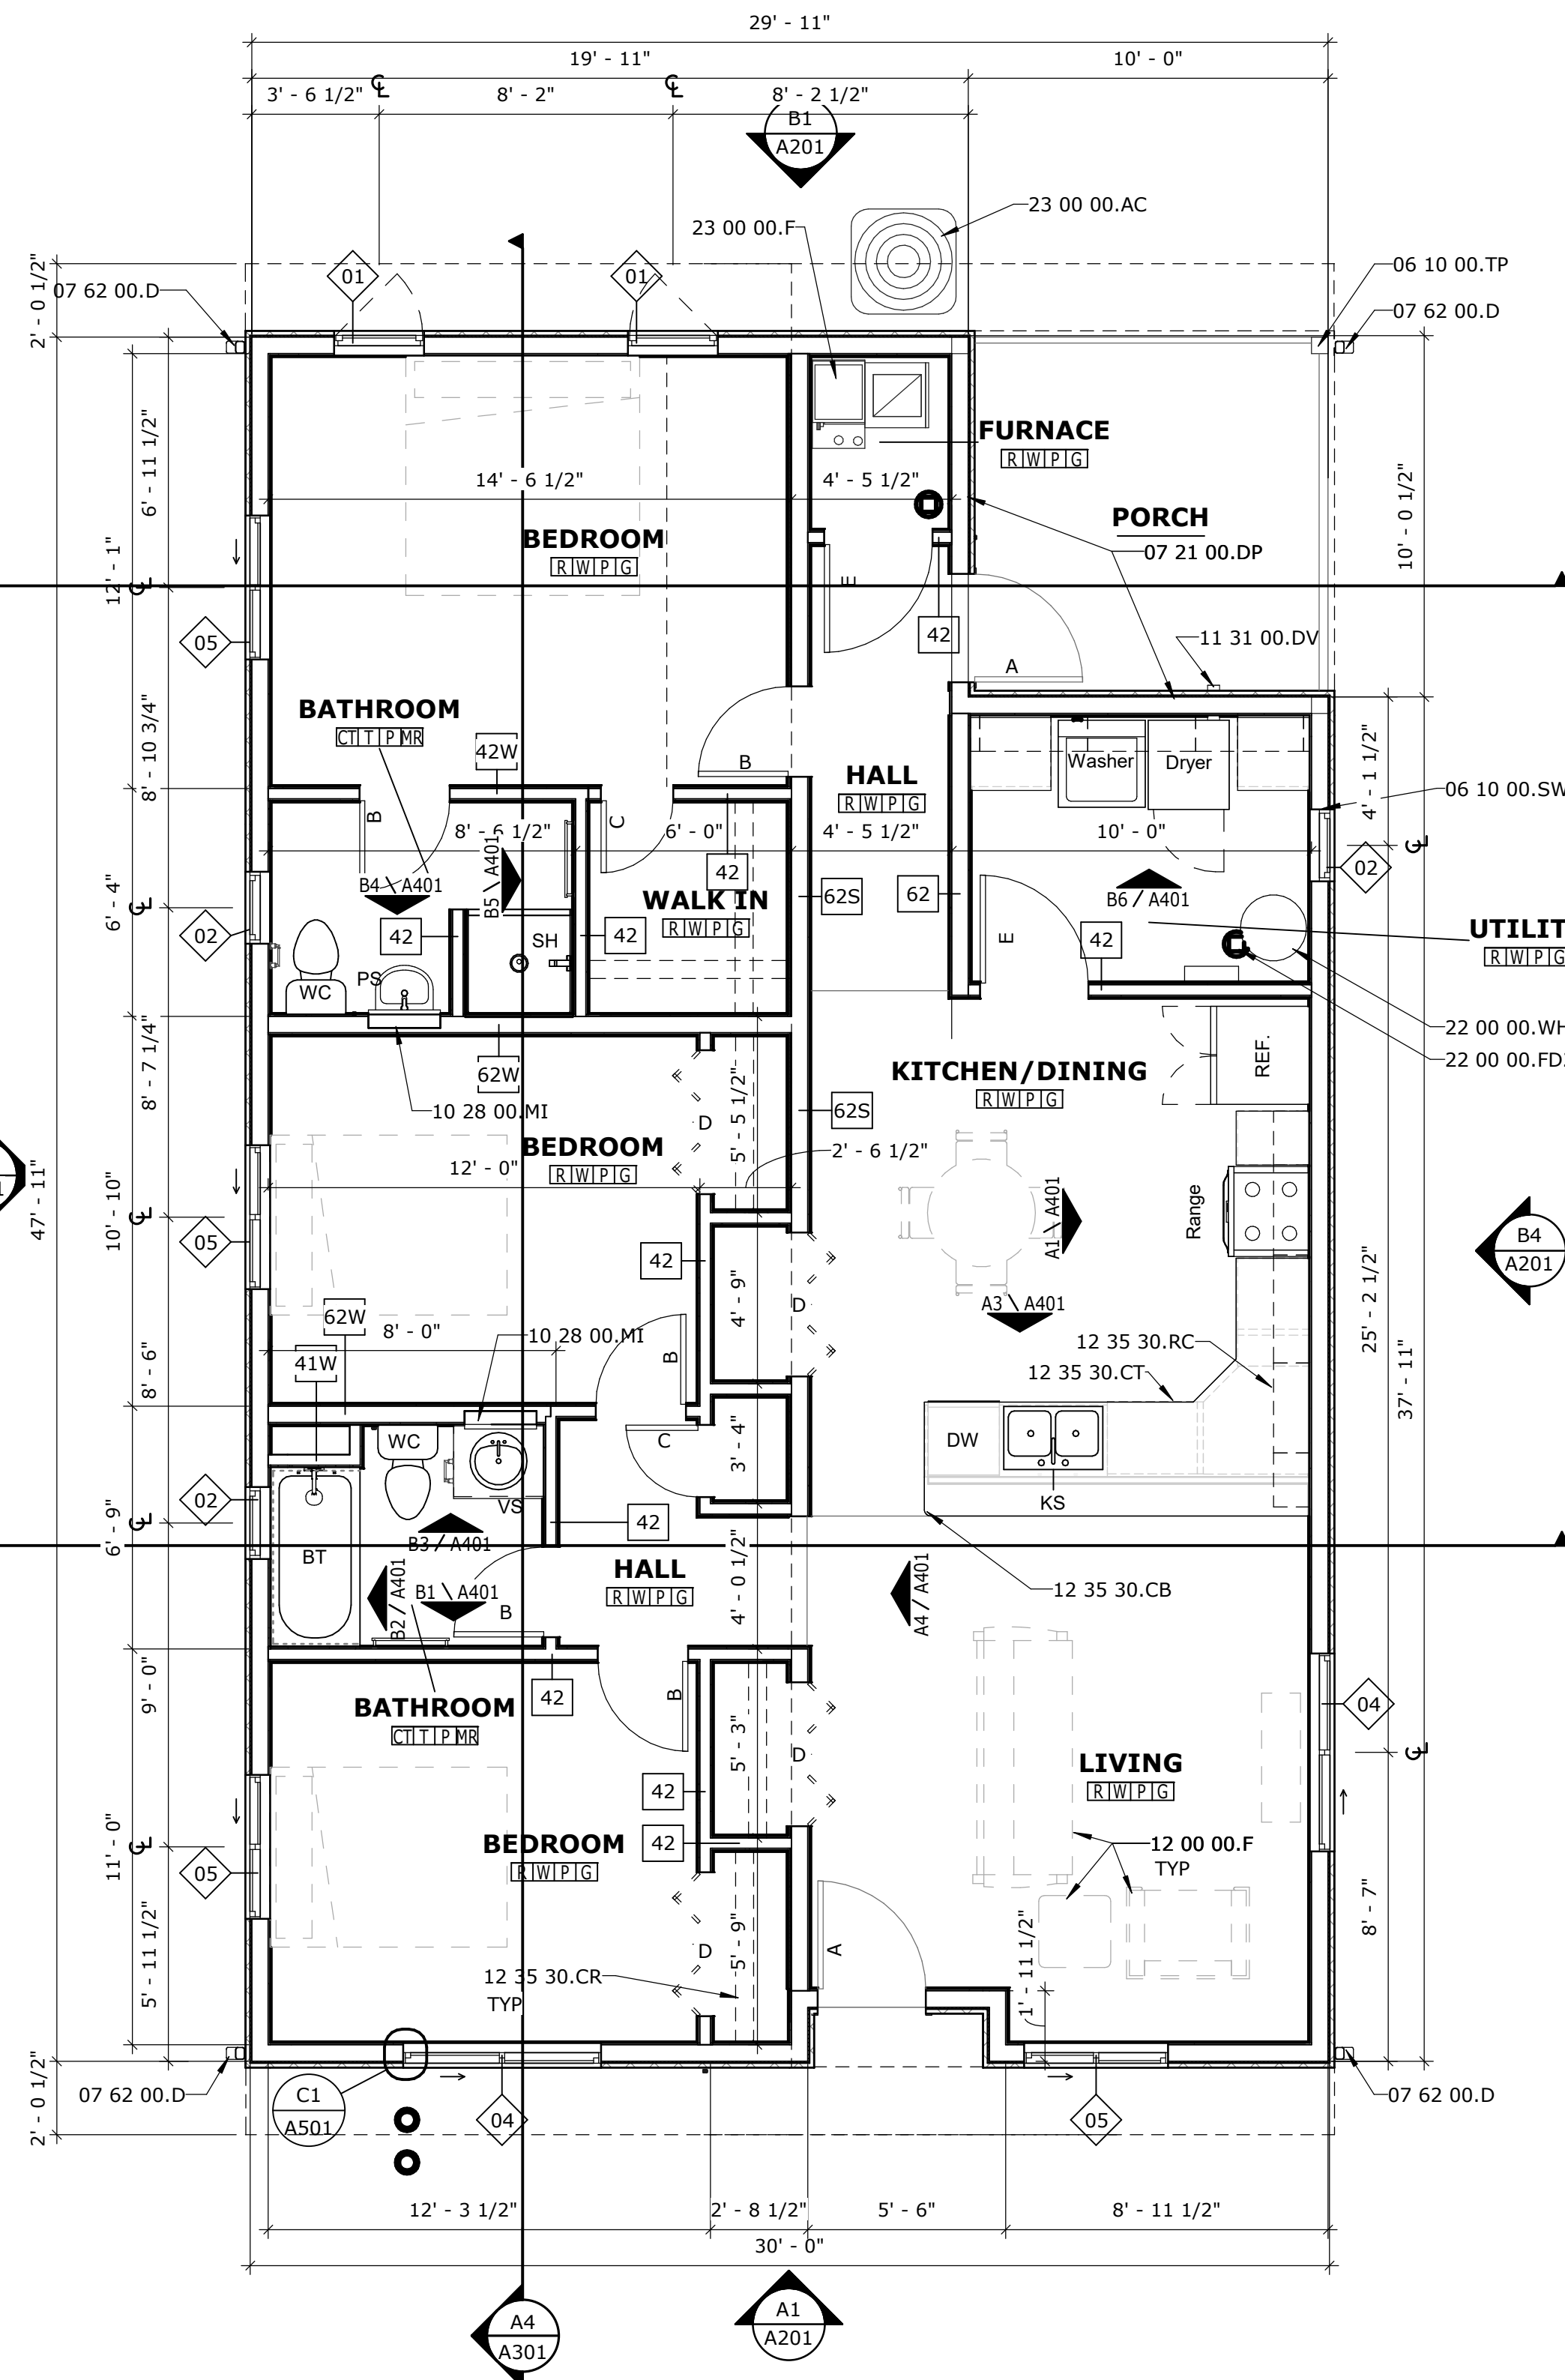 29' - 11"
19' - 11"
10' - 0"
3' - 6 1/2"
8' - 2"
8' - 2 1/2"
B1
A201
23 00 00.AC
23 00 00.F
01
01
06 10 00.TP
07 62 00.D
07 62 00.D
2' - 0 1/2"
FURNACE
R W P G
6' - 11 1/2"
14' - 6 1/2"
4' - 5 1/2"
10' - 0 1/2"
PORCH
BEDROOM
R W P G
07 21 00.DP
E
12' - 1"
05
42
11 31 00.DV
A
BATHROOM
CT T P MR
42W
8' - 10 3/4"
B
HALL
R W P G
Washer
Dryer
4' - 1 1/2"
06 10 00.SW
B
8' - 6 1/2"
C
6' - 0"
4' - 5 1/2"
10' - 0"
B4 / A401
B5 / A401
42
WALK IN
R W P G
62S
62
B6 / A401
02
6' - 4"
02
42
SH
42
E
42
UTILIT
R W P G
WC
PS
22 00 00.WH
22 00 00.FD
8' - 7 1/4"
62W
KITCHEN/DINING
R W P G
REF.
10 28 00.MI
D
5' - 5 1/2"
62S
BEDROOM
R W P G
2' - 6 1/2"
12' - 0"
47' - 11"
10' - 10"
05
42
A1 / A401
Range
B4
A201
4' - 9"
D
A3 / A401
25' - 2 1/2"
37' - 11"
62W
8' - 0"
10 28 00.MI
12 35 30.RC
41W
12 35 30.CT
8' - 6"
B
C
3' - 4"
WC
DW
KS
02
VS
42
6' - 9"
BT
B3 / A401
HALL
R W P G
4' - 0 1/2"
B2 / A401
B1 / A401
B
A4 / A401
12 35 30.CB
9' - 0"
42
B
BATHROOM
CT T P MR
04
5' - 3"
D
LIVING
R W P G
42
11' - 0"
BEDROOM
R W P G
42
12 00 00.F
TYP
05
8' - 7"
5' - 11 1/2"
D
5' - 9"
A
1' - 11 1/2"
12 35 30.CR
TYP
2' - 0 1/2"
07 62 00.D
C1
A501
04
05
07 62 00.D
12' - 3 1/2"
2' - 8 1/2"
5' - 6"
8' - 11 1/2"
30' - 0"
A4
A301
A1
A201